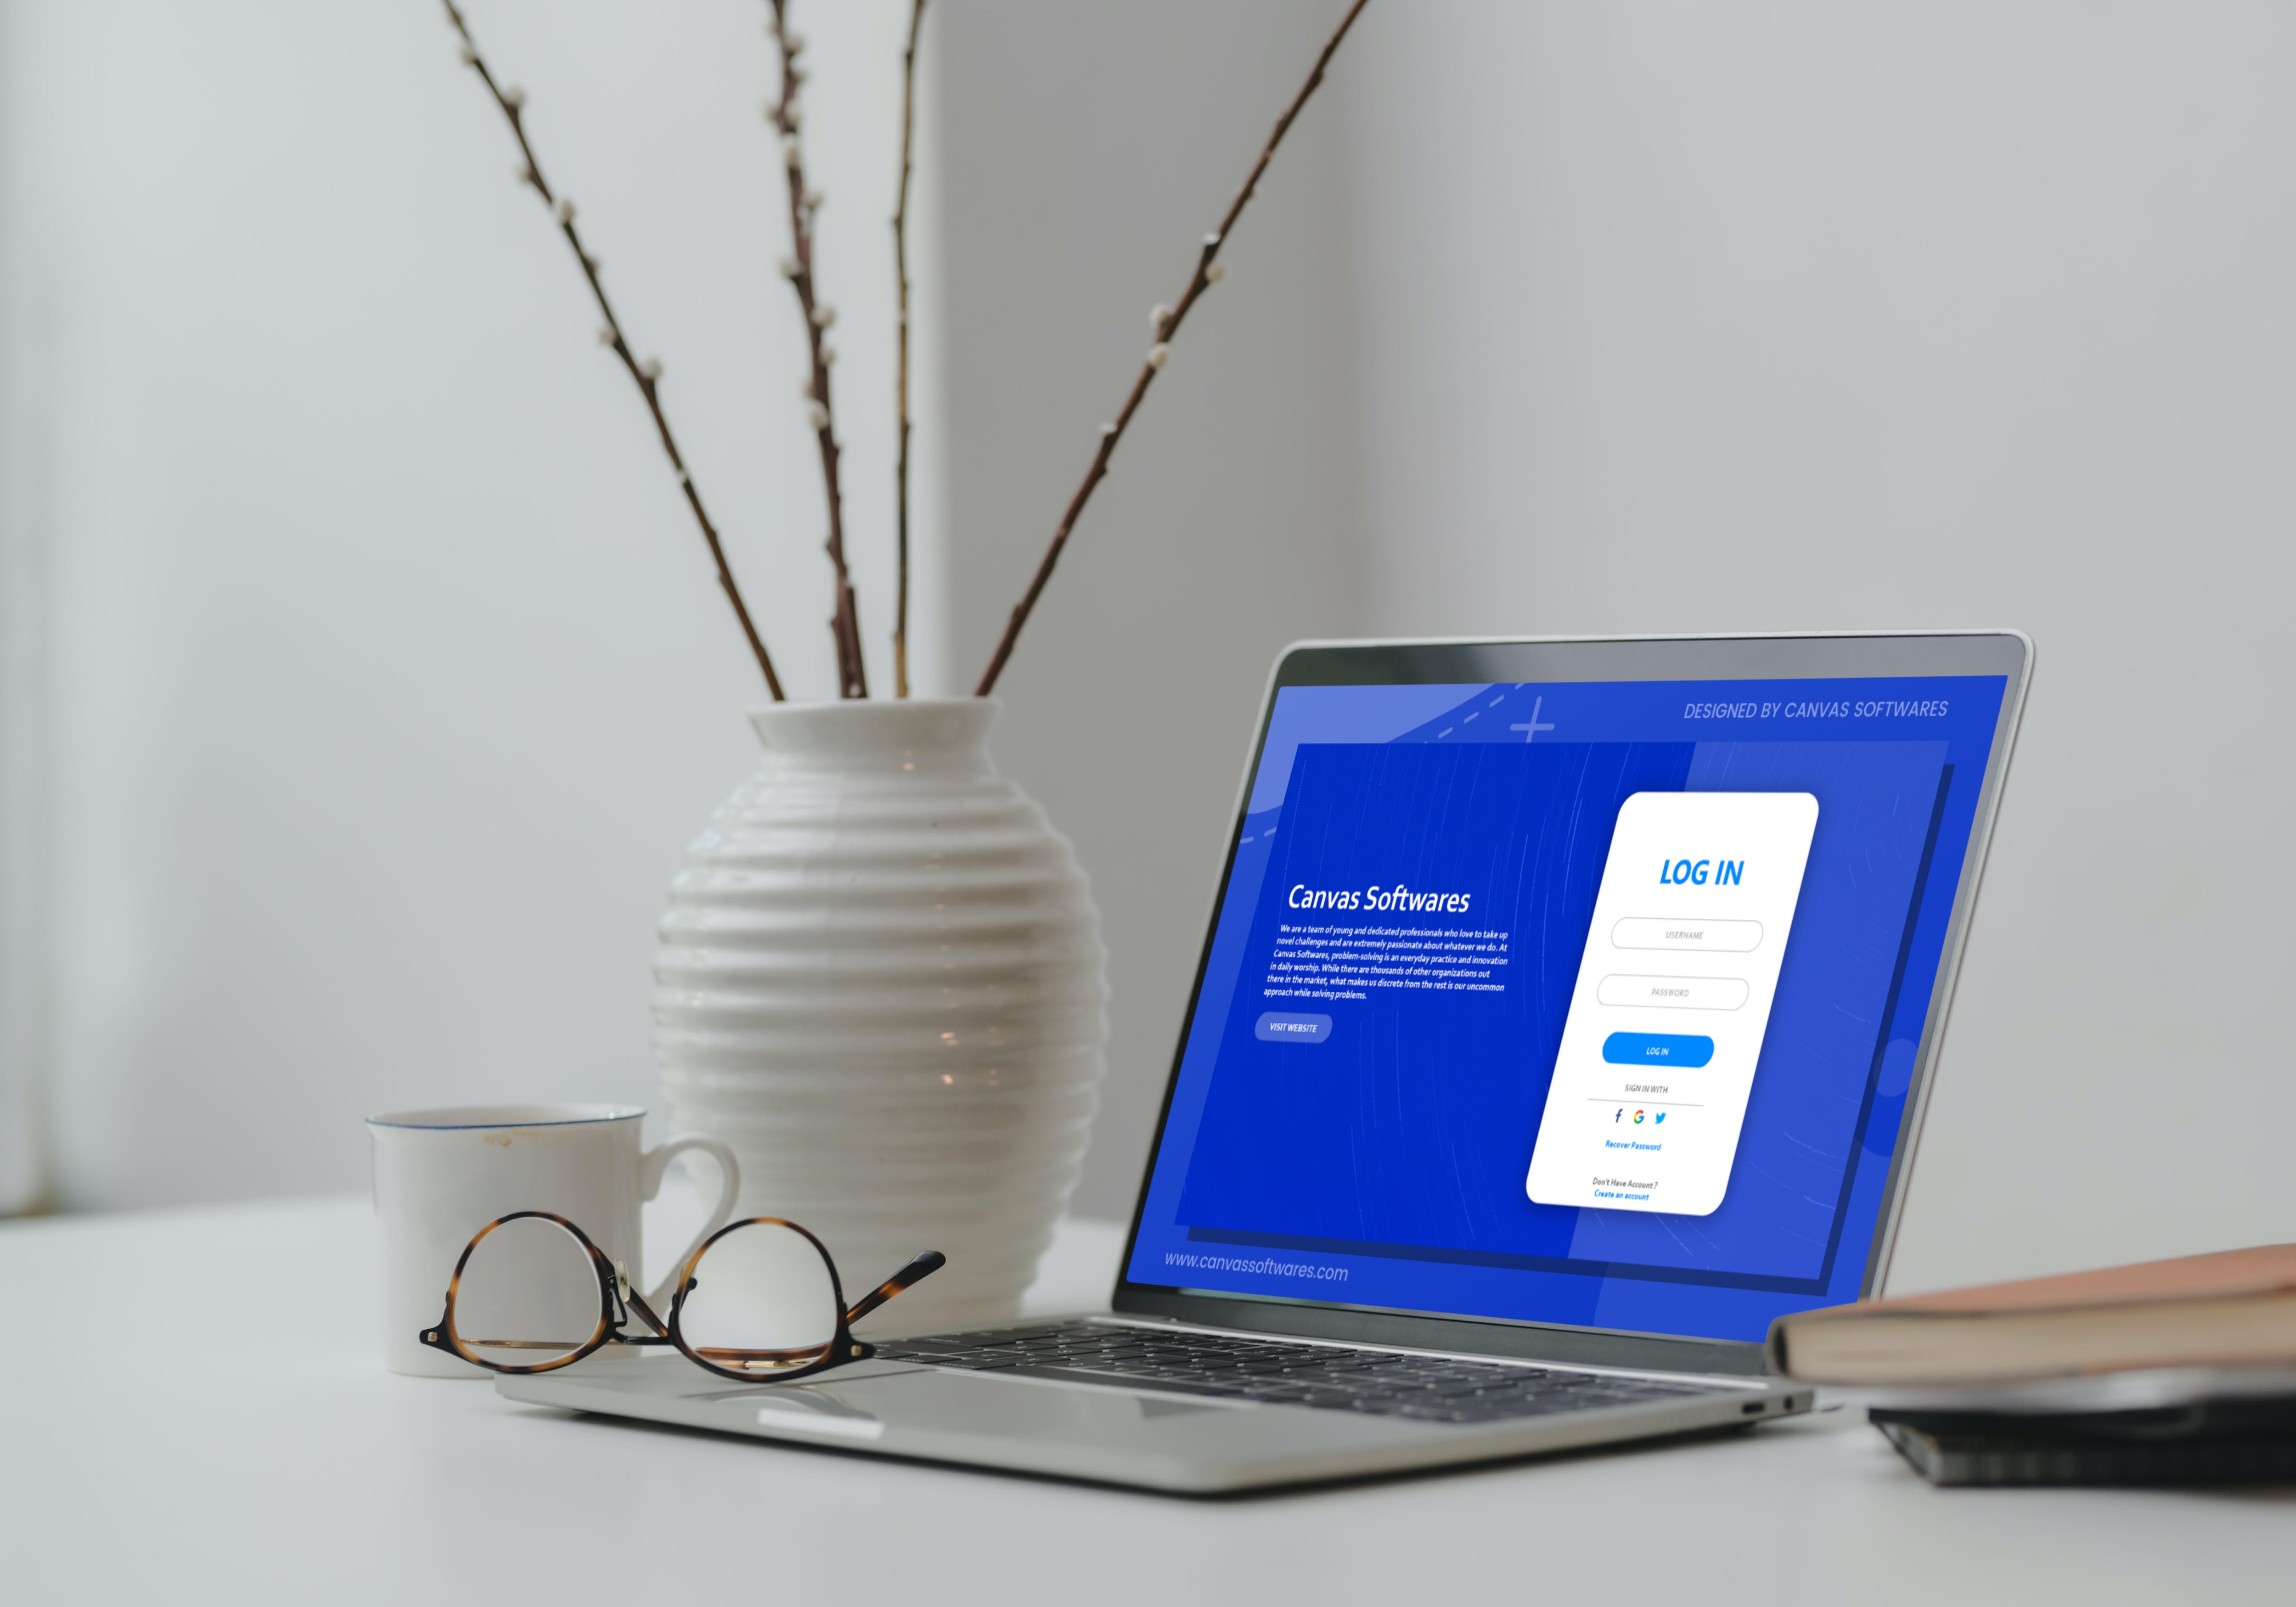 DESIGNED BY CANVAS SOFTWARES
Canvas Softwares
We are a team of young and dedicated professionals who love to take up
novel challenges and are extremely passionate about whatever we do. At
Canvas Softwares, problem-solving is an everyday practice and innovation
in daily worship. While there are thousands of other organizations out
there in the market, what makes us discrete from the rest is our uncommon
approach while solving problems.
VISIT WEBSITE
LOG IN
USERNAME
PASSWORD
LOG IN
SIGN IN WITH
f G
Recover Password
Don't Have Account ?
Create an account
www.canvassoftwares.com